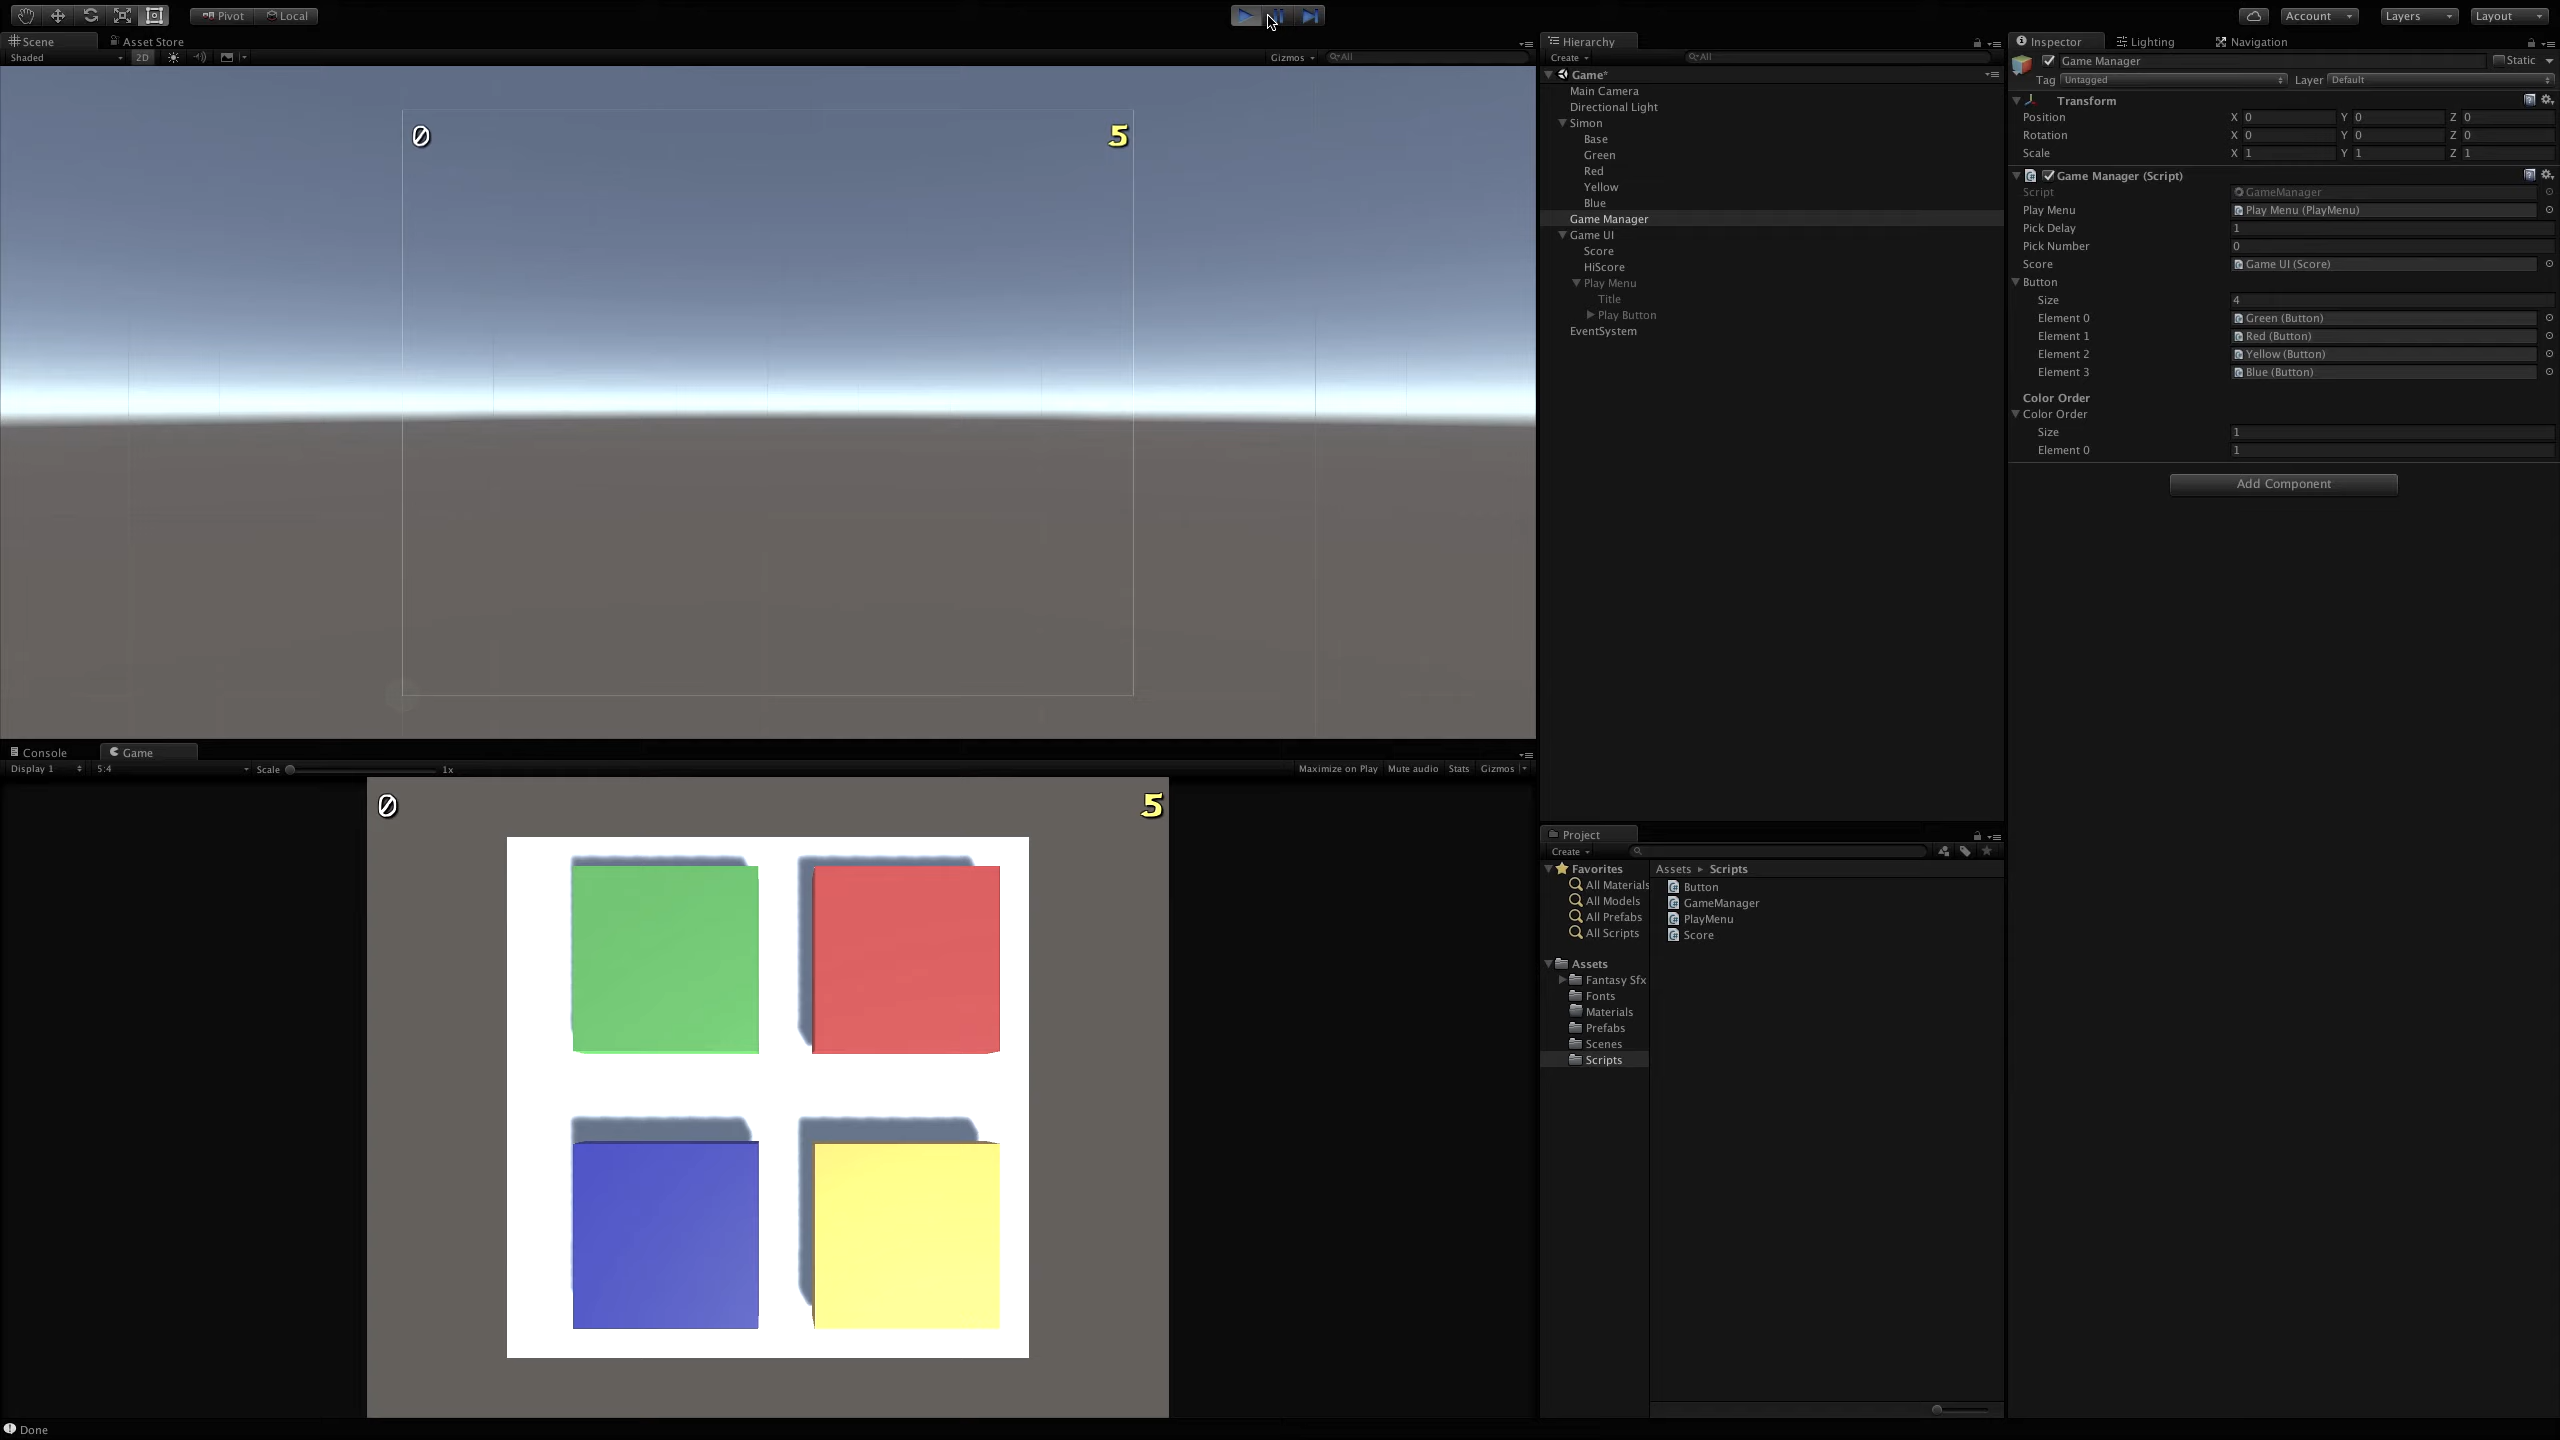 Pivot Local Account Layers Layout
Scene Asset Store
Shaded 2D Gizmos All
0 5
Console Game
Display 1 5:4 Scale 1x Maximize on Play Mute audio Stats Gizmos
0 5
Done
Hierarchy
Create All
Game*
Main Camera
Directional Light
Simon
Base
Green
Red
Yellow
Blue
Game Manager
Game UI
Score
HiScore
Play Menu
Title
Play Button
EventSystem
Project
Create
Favorites
All Materials
All Models
All Prefabs
All Scripts
Assets
Fantasy Sfx
Fonts
Materials
Prefabs
Scenes
Scripts
Assets Scripts
Button
GameManager
PlayMenu
Score
Inspector Lighting Navigation
Game Manager Static
Tag Untagged Layer Default
Transform
Position X 0 Y 0 Z 0
Rotation X 0 Y 0 Z 0
Scale X 1 Y 1 Z 1
Game Manager (Script)
Script GameManager
Play Menu Play Menu (PlayMenu)
Pick Delay 1
Pick Number 0
Score Game UI (Score)
Button
Size 4
Element 0 Green (Button)
Element 1 Red (Button)
Element 2 Yellow (Button)
Element 3 Blue (Button)
Color Order
Color Order
Size 1
Element 0 1
Add Component